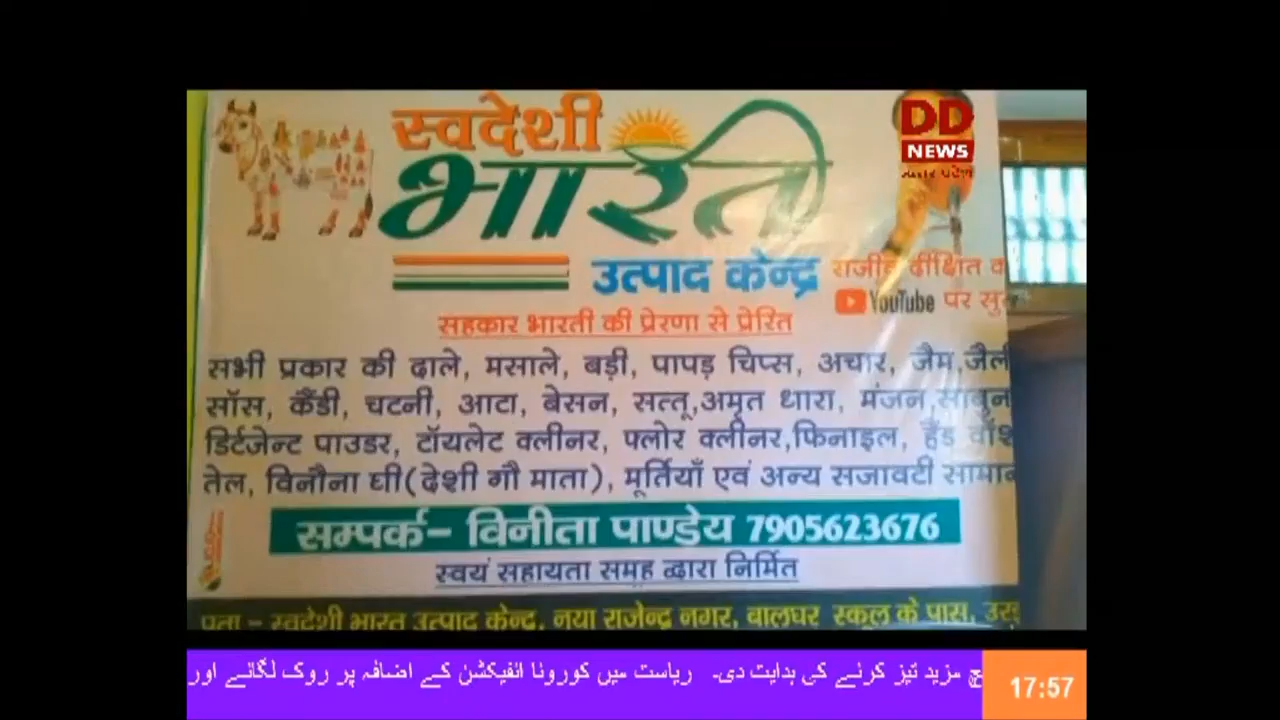 स्वदेशी
भारत
DD
NEWS
उत्पाद केन्द्र
राजीव दीक्षित
YouTube पर
सहकार भारती की प्रेरणा से प्रेरित
सभी प्रकार की दाले, मसाले, बड़ी, पापड़ चिप्स, अचार, जैम,जैली
सॉस, कैंडी, चटनी, आटा, बेसन, सत्तू,अमृत धारा, मंजन,साबुन
डिर्टजेन्ट पाउडर, टॉयलेट क्लीनर, फ्लोर क्लीनर,फिनाइल, हैंड वॉश
तेल, विनौना घी(देशी गौ माता), मूर्तियाँ एवं अन्य सजावटी सामान
सम्पर्क– विनीता पाण्डेय 7905623676
स्वयं सहायता समूह द्वारा निर्मित
पता – स्वदेशी भारत उत्पाद केन्द्र, नया राजेन्द्र नगर, बालघर स्कूल के पास,
مزید تیز کرنے کی ہدایت دی۔ ریاست میں کورونا انفیکشن کے اضافہ پر روک لگانے اور
17:57